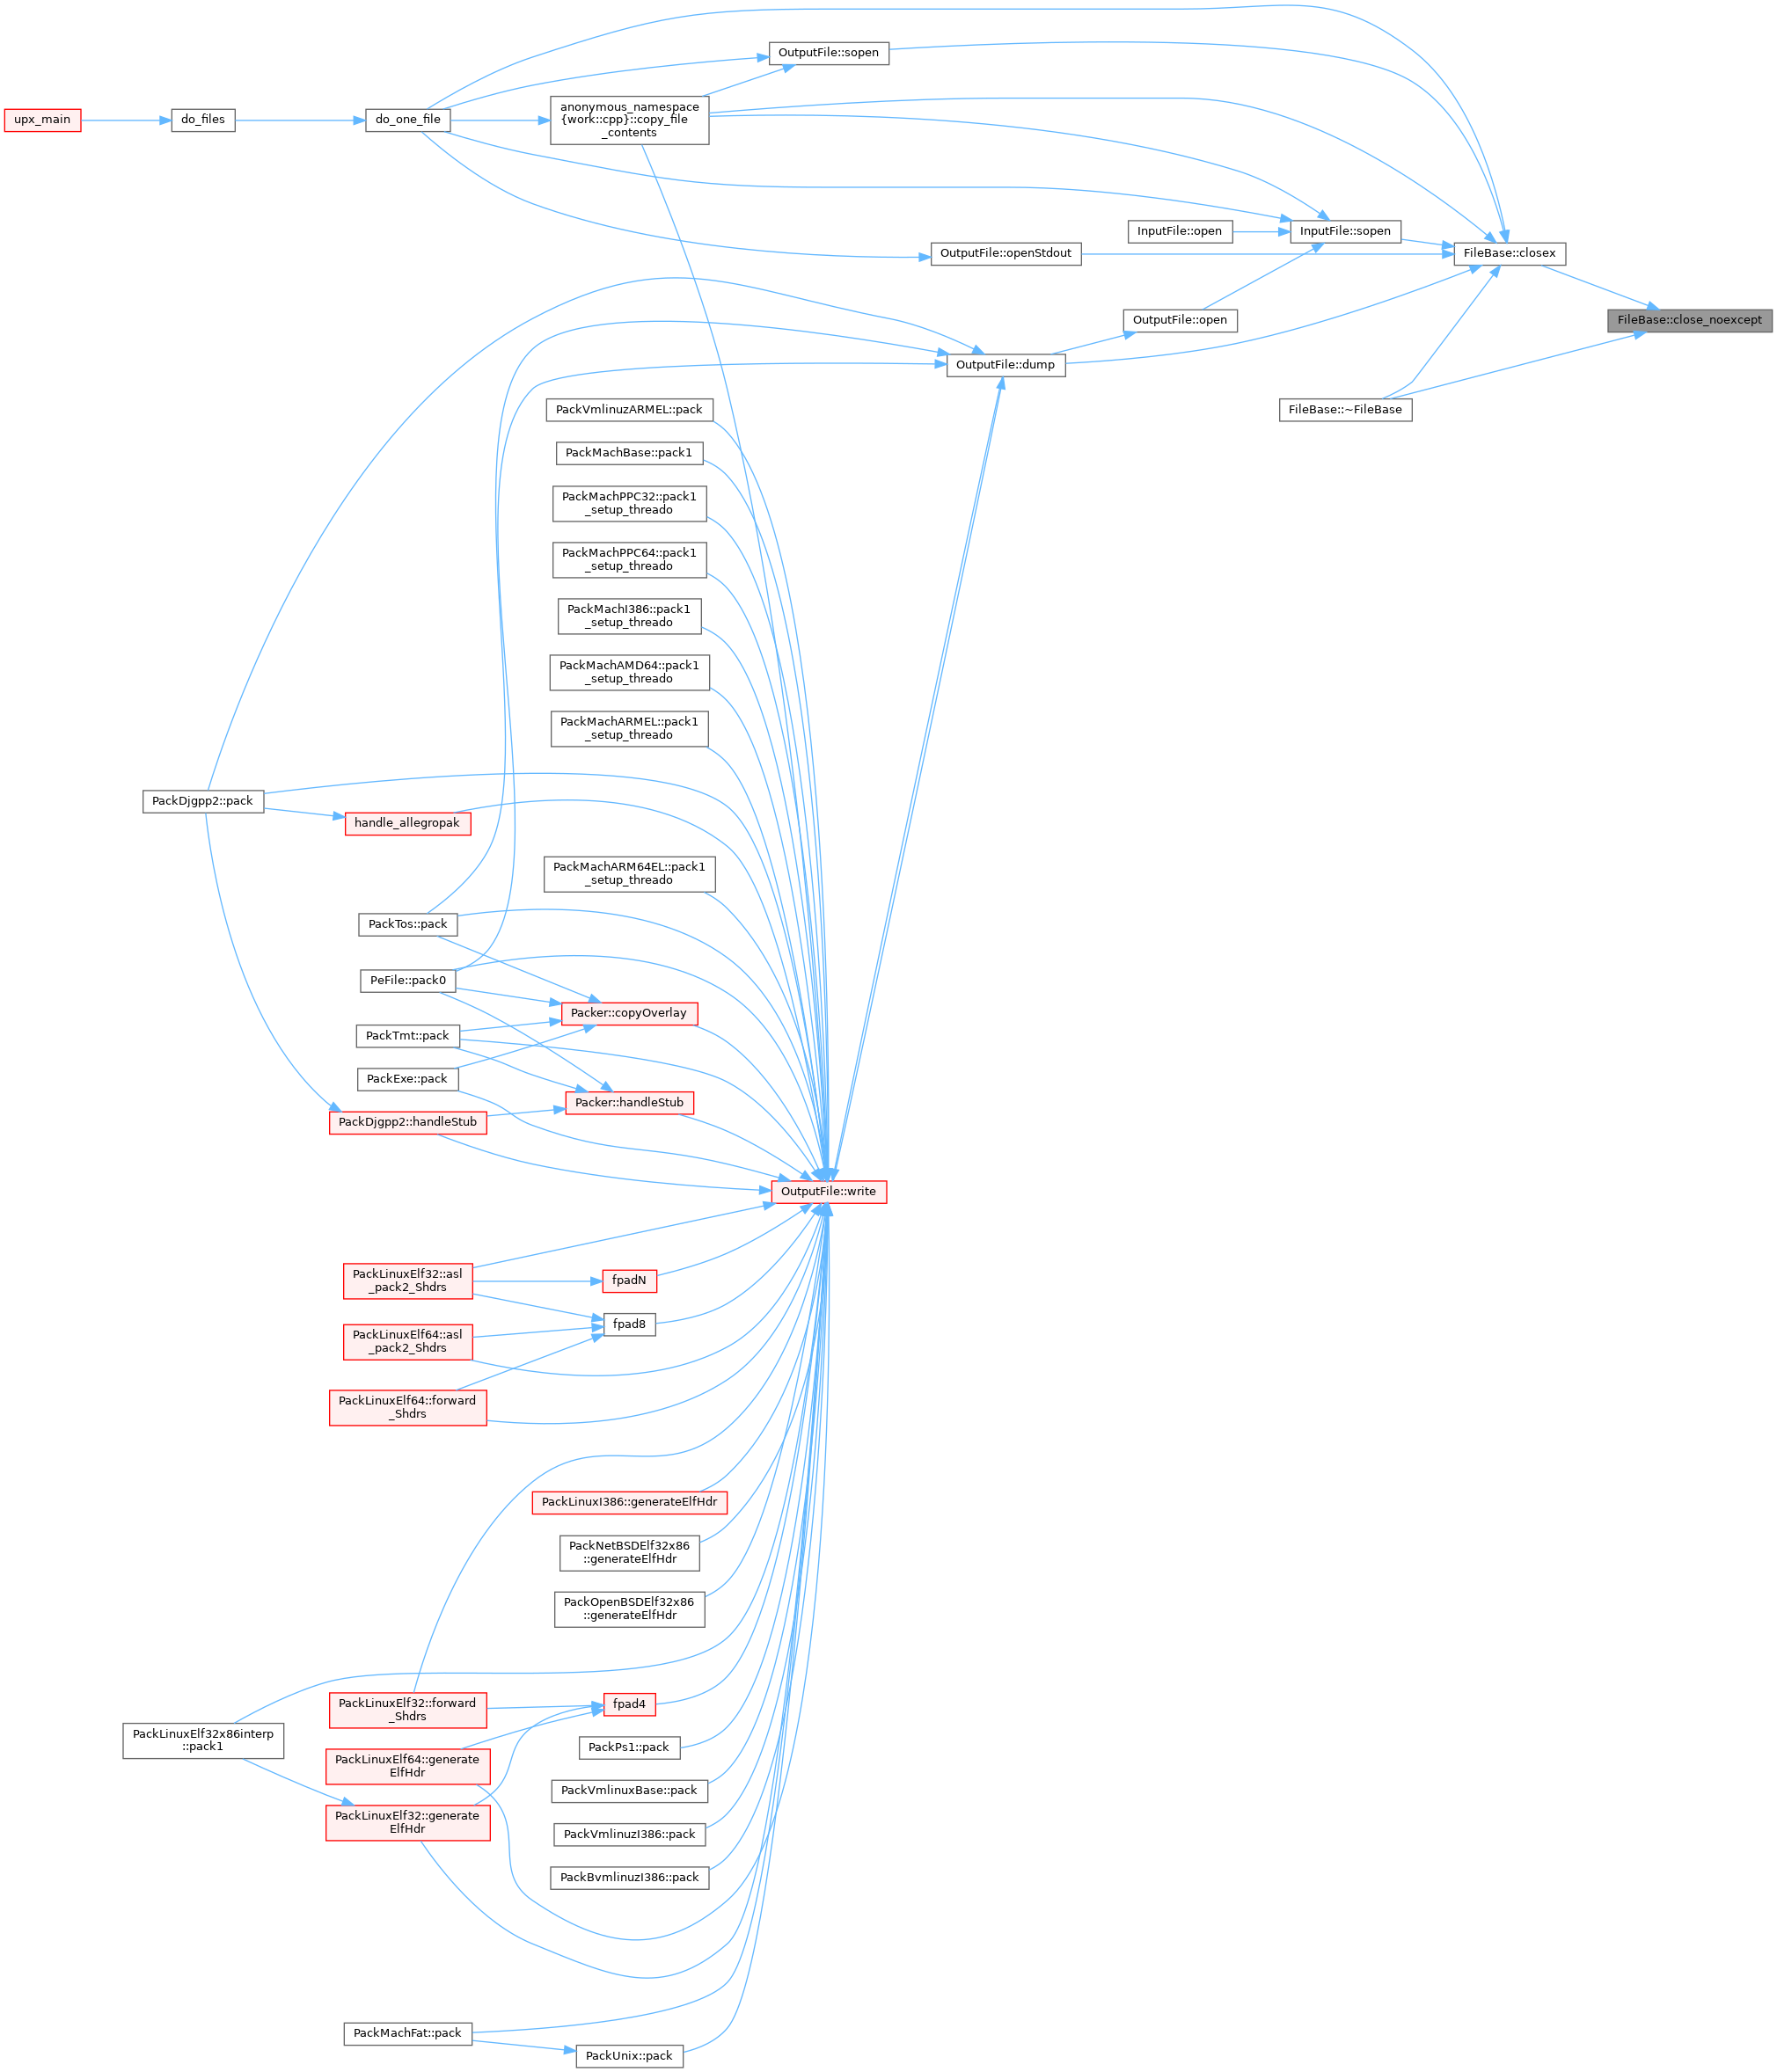 OutputFile::sopen
upx_main
do_files
do_one_file
anonymous_namespace
{work::cpp}::copy_file
_contents
InputFile::open
InputFile::sopen
OutputFile::openStdout
FileBase::closex
OutputFile::open
FileBase::close_noexcept
OutputFile::dump
FileBase::~FileBase
PackVmlinuzARMEL::pack
PackMachBase::pack1
PackMachPPC32::pack1
_setup_threado
PackMachPPC64::pack1
_setup_threado
PackMachI386::pack1
_setup_threado
PackMachAMD64::pack1
_setup_threado
PackMachARMEL::pack1
_setup_threado
PackDjgpp2::pack
handle_allegropak
PackMachARM64EL::pack1
_setup_threado
PackTos::pack
PeFile::pack0
Packer::copyOverlay
PackTmt::pack
PackExe::pack
Packer::handleStub
PackDjgpp2::handleStub
OutputFile::write
PackLinuxElf32::asl
_pack2_Shdrs
fpadN
fpad8
PackLinuxElf64::asl
_pack2_Shdrs
PackLinuxElf64::forward
_Shdrs
PackLinuxI386::generateElfHdr
PackNetBSDElf32x86
::generateElfHdr
PackOpenBSDElf32x86
::generateElfHdr
PackLinuxElf32::forward
_Shdrs
fpad4
PackLinuxElf32x86interp
::pack1
PackPs1::pack
PackLinuxElf64::generate
ElfHdr
PackVmlinuxBase::pack
PackLinuxElf32::generate
ElfHdr
PackVmlinuzI386::pack
PackBvmlinuzI386::pack
PackMachFat::pack
PackUnix::pack